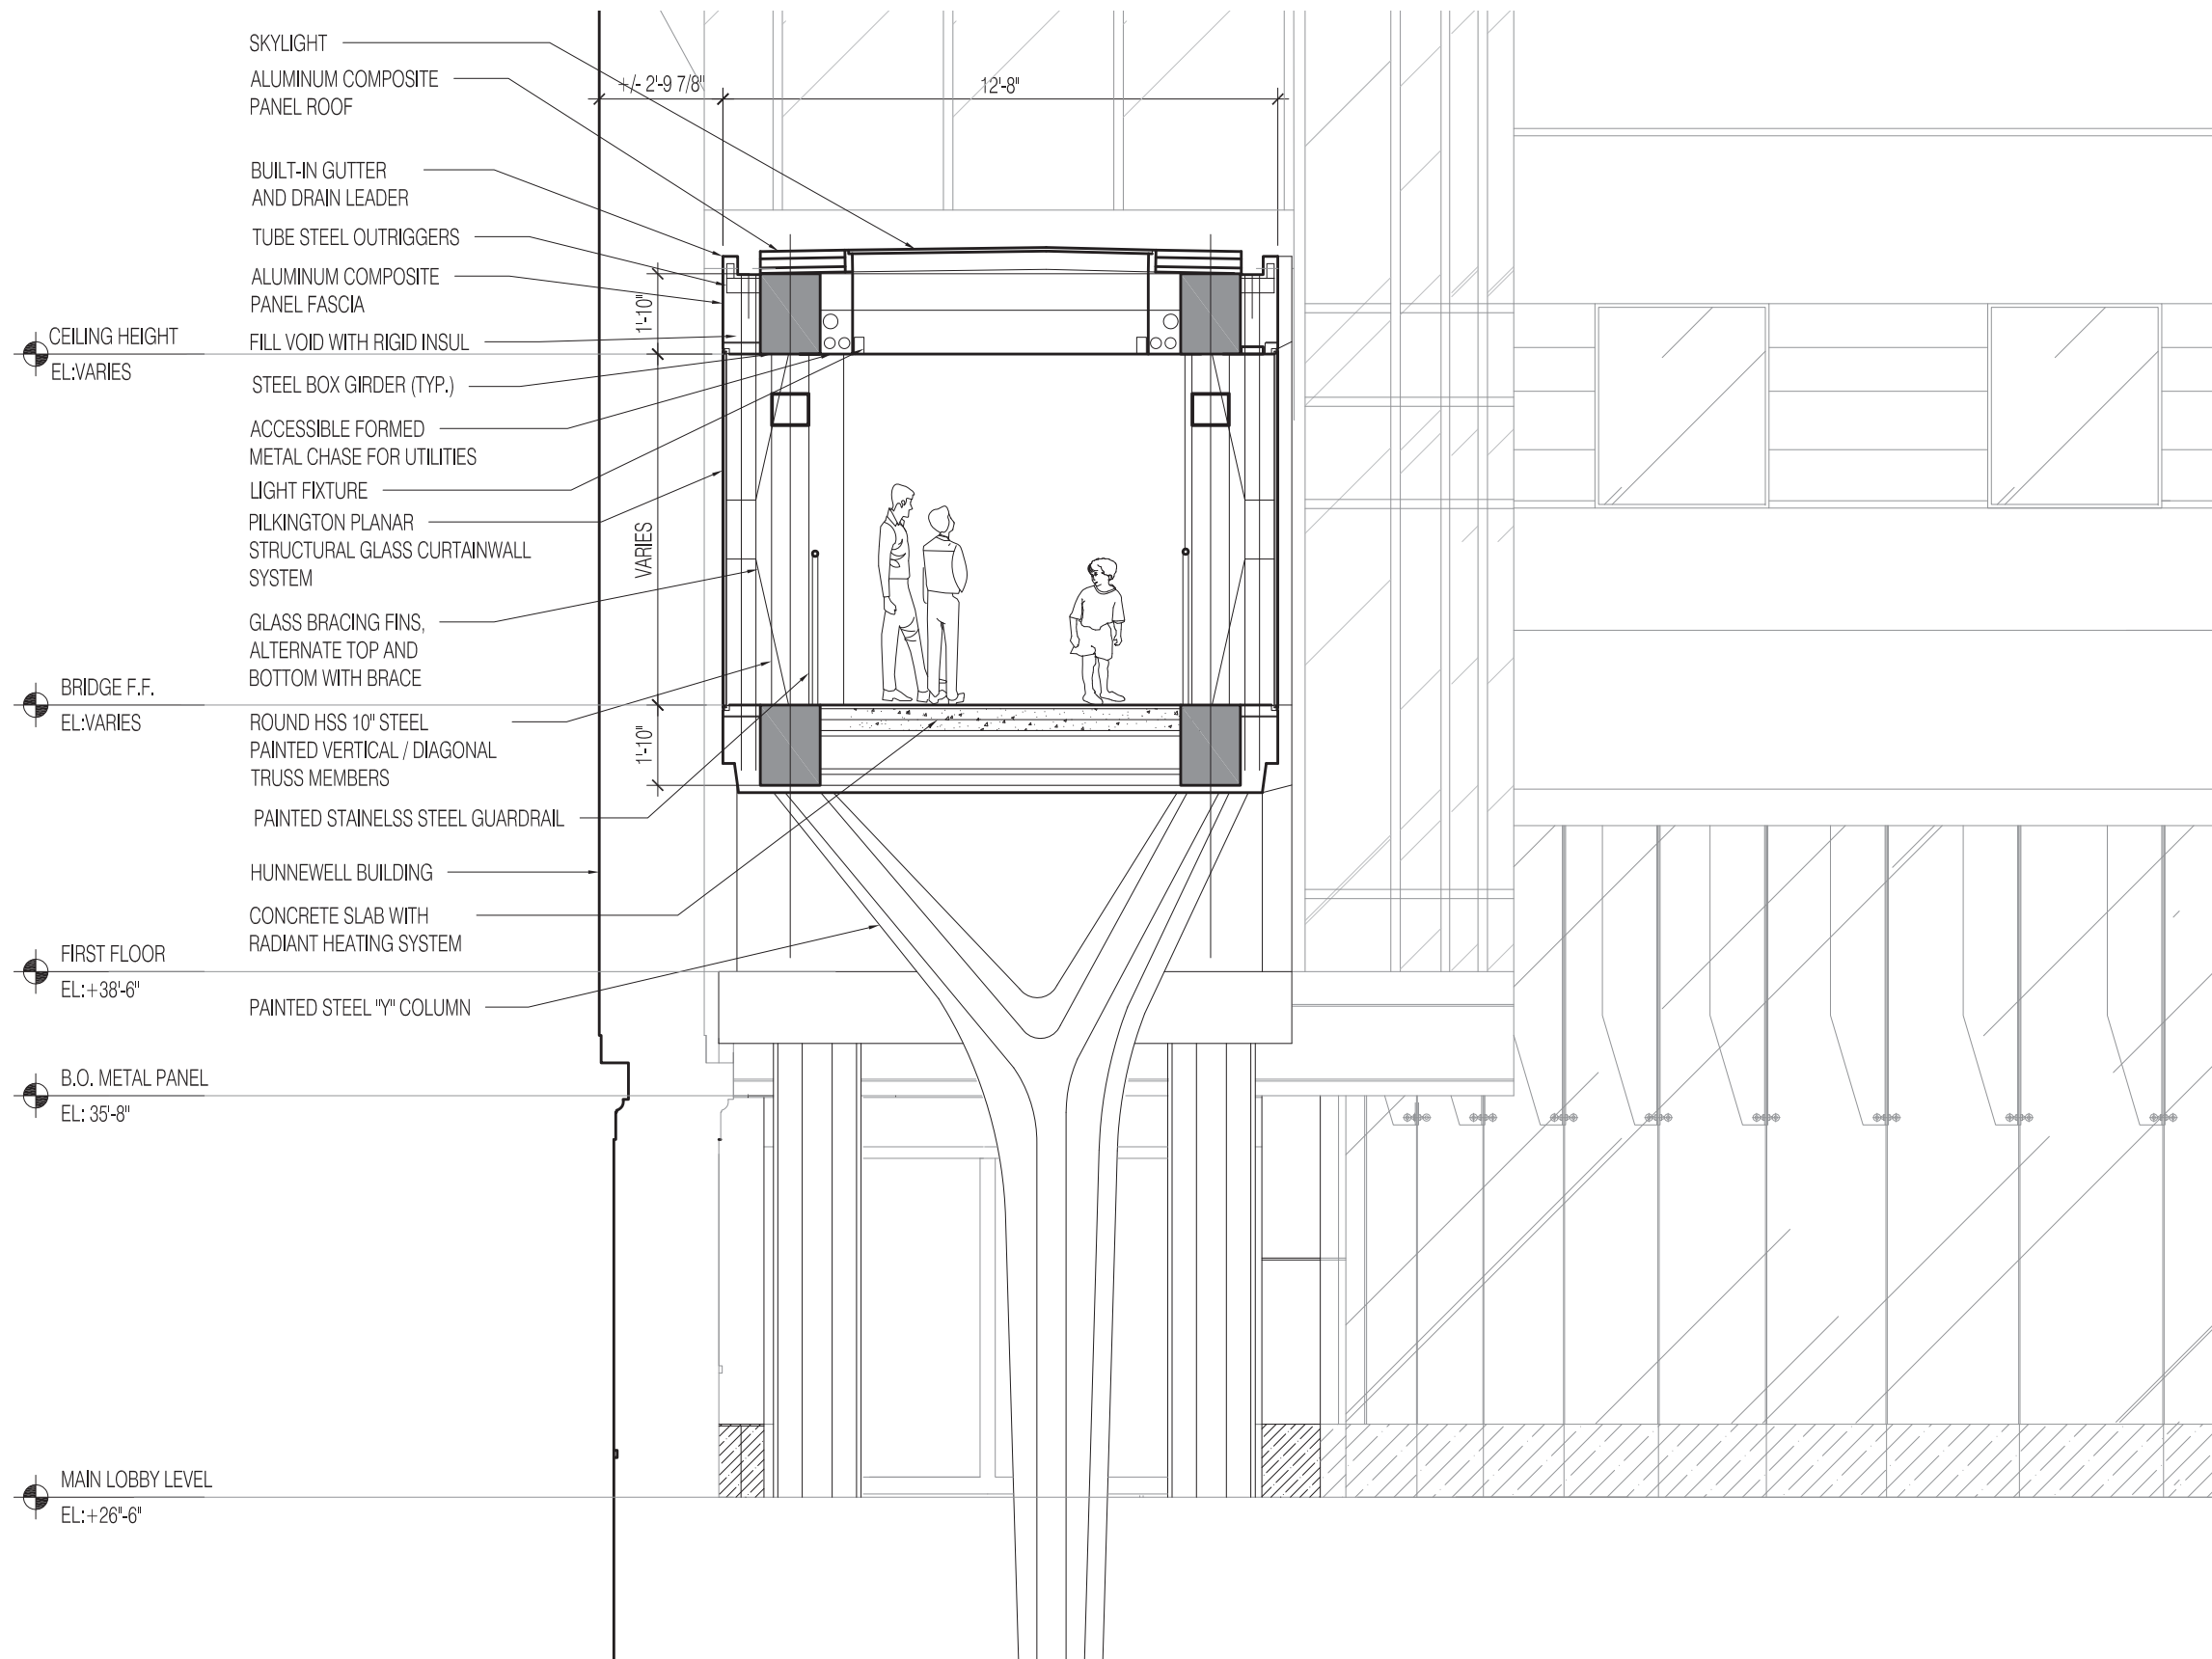 SKYLIGHT
ALUMINUM COMPOSITE
PANEL ROOF
+/- 2'-9 7/8"
12'-8"
BUILT-IN GUTTER
AND DRAIN LEADER
TUBE STEEL OUTRIGGERS
ALUMINUM COMPOSITE
PANEL FASCIA
1'-10"
CEILING HEIGHT
EL:VARIES
FILL VOID WITH RIGID INSUL
STEEL BOX GIRDER (TYP.)
ACCESSIBLE FORMED
METAL CHASE FOR UTILITIES
LIGHT FIXTURE
PILKINGTON PLANAR
STRUCTURAL GLASS CURTAINWALL
SYSTEM
VARIES
GLASS BRACING FINS,
ALTERNATE TOP AND
BOTTOM WITH BRACE
BRIDGE F.F.
EL:VARIES
ROUND HSS 10" STEEL
PAINTED VERTICAL / DIAGONAL
TRUSS MEMBERS
1'-10"
PAINTED STAINELSS STEEL GUARDRAIL
HUNNEWELL BUILDING
CONCRETE SLAB WITH
RADIANT HEATING SYSTEM
FIRST FLOOR
EL:+38'-6"
PAINTED STEEL "Y" COLUMN
B.O. METAL PANEL
EL: 35'-8"
MAIN LOBBY LEVEL
EL:+26'-6"